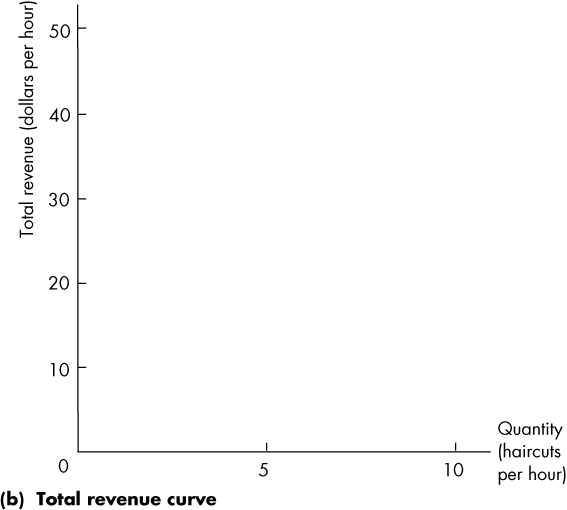 Total revenue (dollars per hour)
50
40
30
20
10
0
5
10
Quantity
(haircuts
per hour)
(b) Total revenue curve